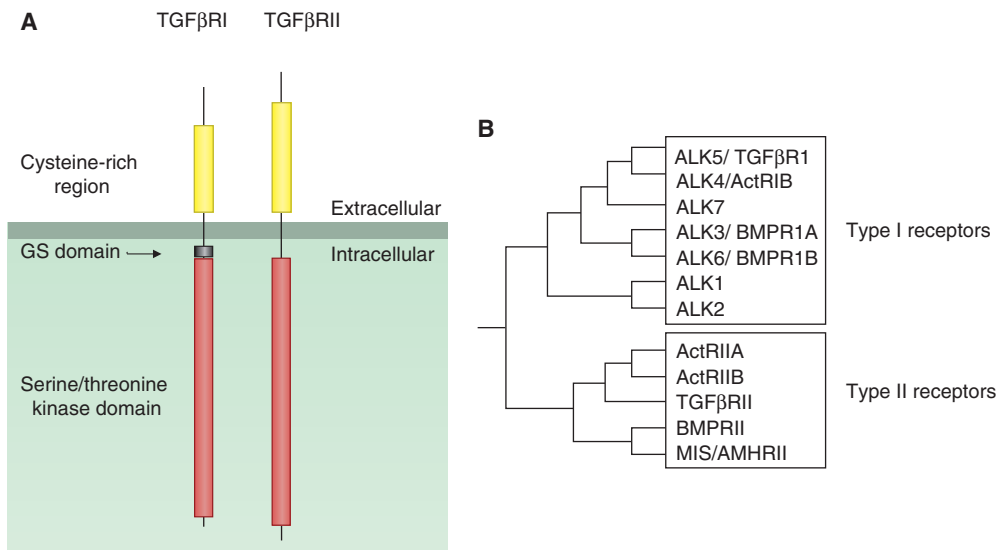 A
TGFβRI
TGFβRII
Cysteine-rich
region
Extracellular
GS domain
Intracellular
Serine/threonine
kinase domain
B
ALK5/ TGFβR1
ALK4/ActRIB
ALK7
ALK3/ BMPR1A
ALK6/ BMPR1B
ALK1
ALK2
Type I receptors
ActRIIA
ActRIIB
TGFβRII
BMPRII
MIS/AMHRII
Type II receptors